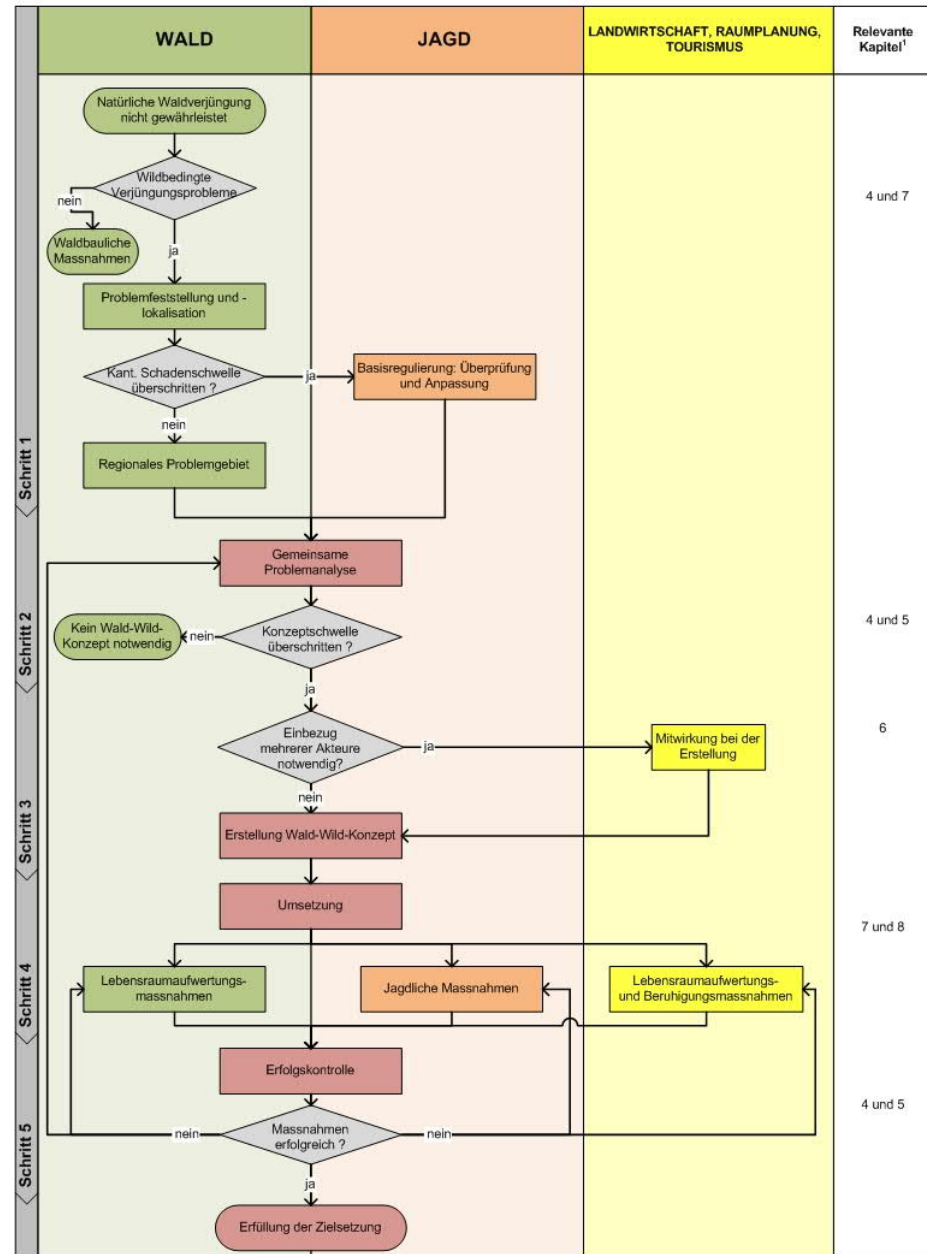 WALD
JAGD
LANDWIRTSCHAFT, RAUMPLANUNG,
TOURISMUS
Relevante
Kapitel¹
Schritt 1
Natürliche Waldverjüngung
nicht gewährleistet
Wildbedingte
Verjüngungsprobleme
4 und 7
nein
Waldbauliche
Massnahmen
ja
Problemfeststellung und -
lokalisation
Kant. Schadenschwelle
überschritten ?
ja
Basisregulierung: Überprüfung
und Anpassung
nein
Regionales Problemgebiet
Schritt 2
Gemeinsame
Problemanalyse
Kein Wald-Wild-
Konzept notwendig
nein
Konzeptschwelle
überschritten ?
4 und 5
ja
Schritt 3
Einbezug
mehrerer Akteure
notwendig?
ja
Mitwirkung bei der
Erstellung
6
nein
Erstellung Wald-Wild-Konzept
Schritt 4
Umsetzung
7 und 8
Lebensraumaufwertungs-
massnahmen
Jagdliche Massnahmen
Lebensraumaufwertungs-
und Beruhigungsmassnahmen
Schritt 5
Erfolgskontrolle
4 und 5
nein
Massnahmen
erfolgreich ?
nein
ja
Erfüllung der Zielsetzung